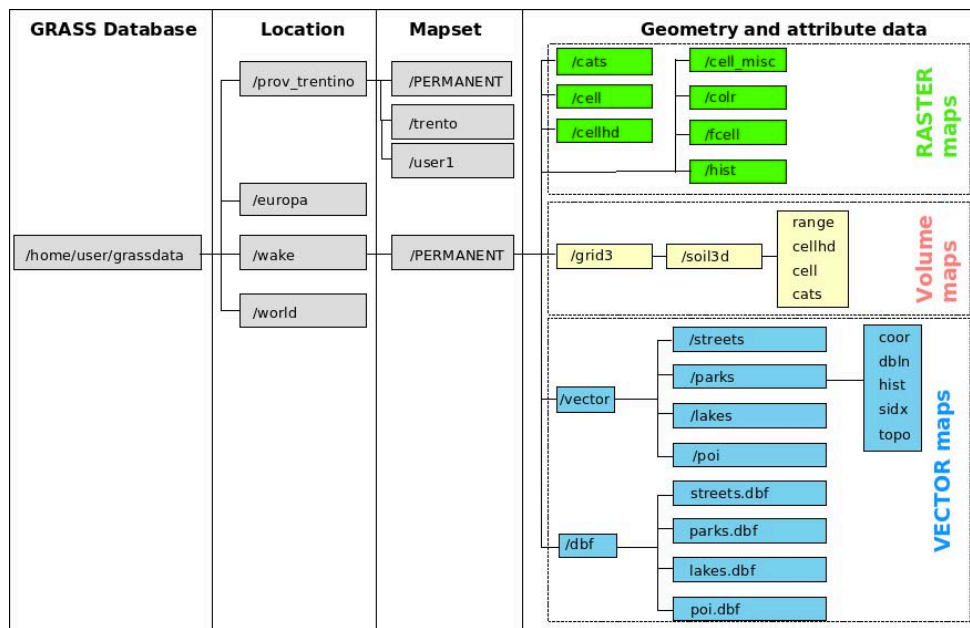 GRASS Database
Location
Mapset
Geometry and attribute data
/home/user/grassdata
/prov_trentino
/europa
/wake
/world
/PERMANENT
/trento
/user1
/PERMANENT
/cats
/cell
/cellhd
/cell_misc
/colr
/fcell
/hist
RASTER
maps
/grid3
/soil3d
range
cellhd
cell
cats
Volume
maps
/vector
/streets
/parks
/lakes
/poi
coor
dbln
hist
sidx
topo
/dbf
streets.dbf
parks.dbf
lakes.dbf
poi.dbf
VECTOR maps